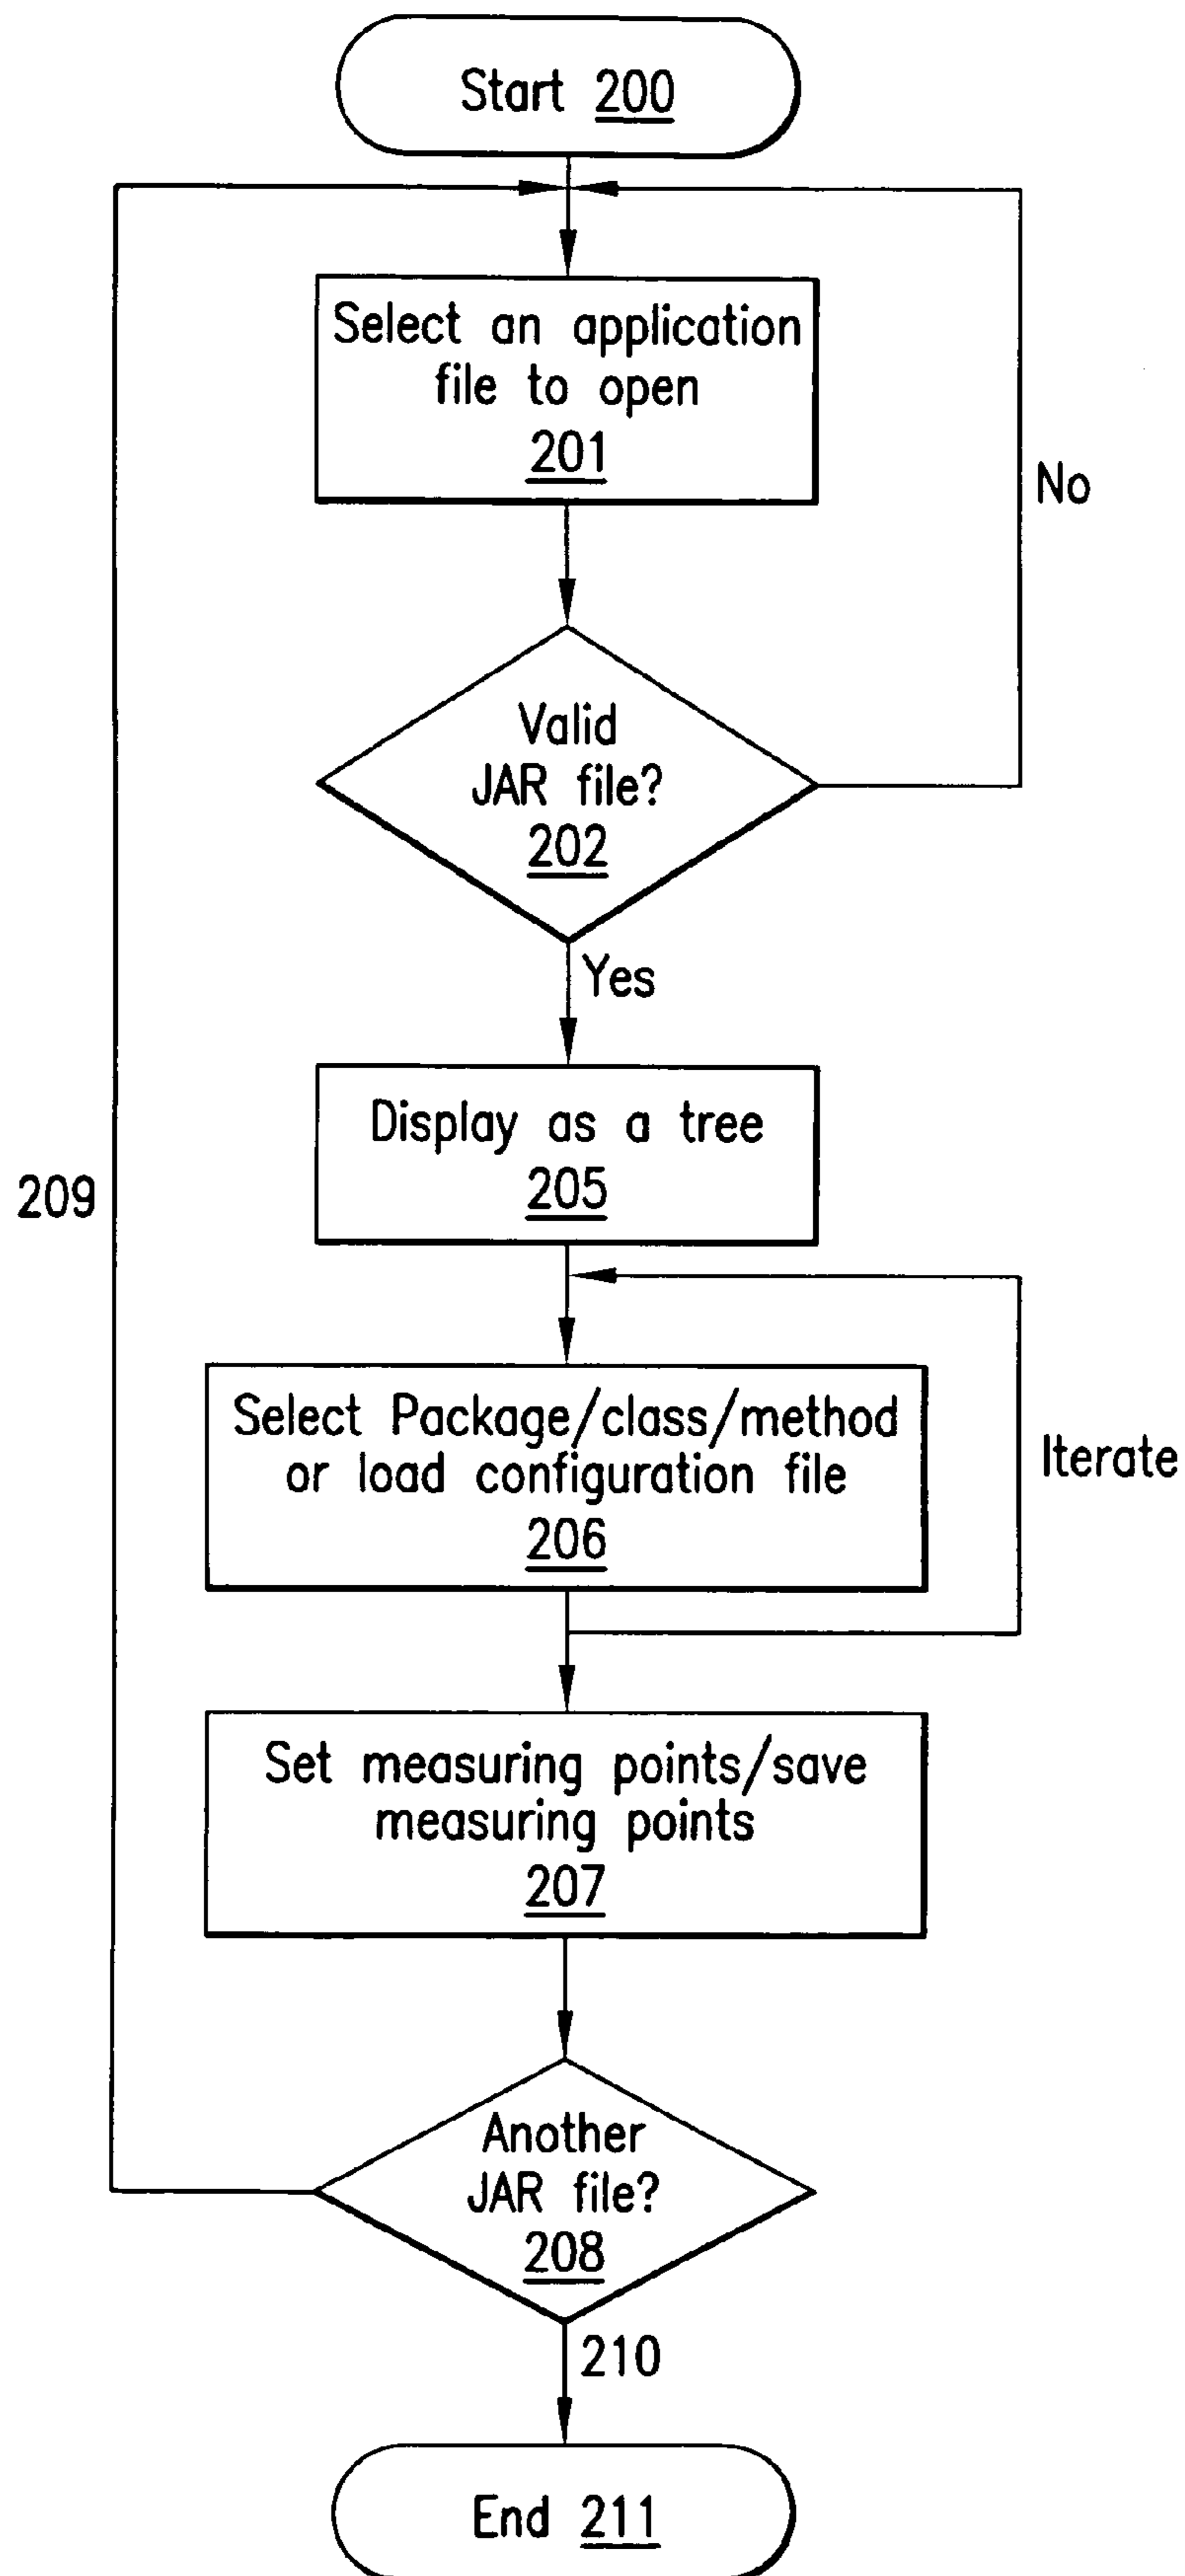 Start 200
Select an application
file to open
201
No
Valid
JAR file?
202
Yes
Display as a tree
205
209
Select Package/class/method
or load configuration file
206
Iterate
Set measuring points/save
measuring points
207
Another
JAR file?
208
210
End 211